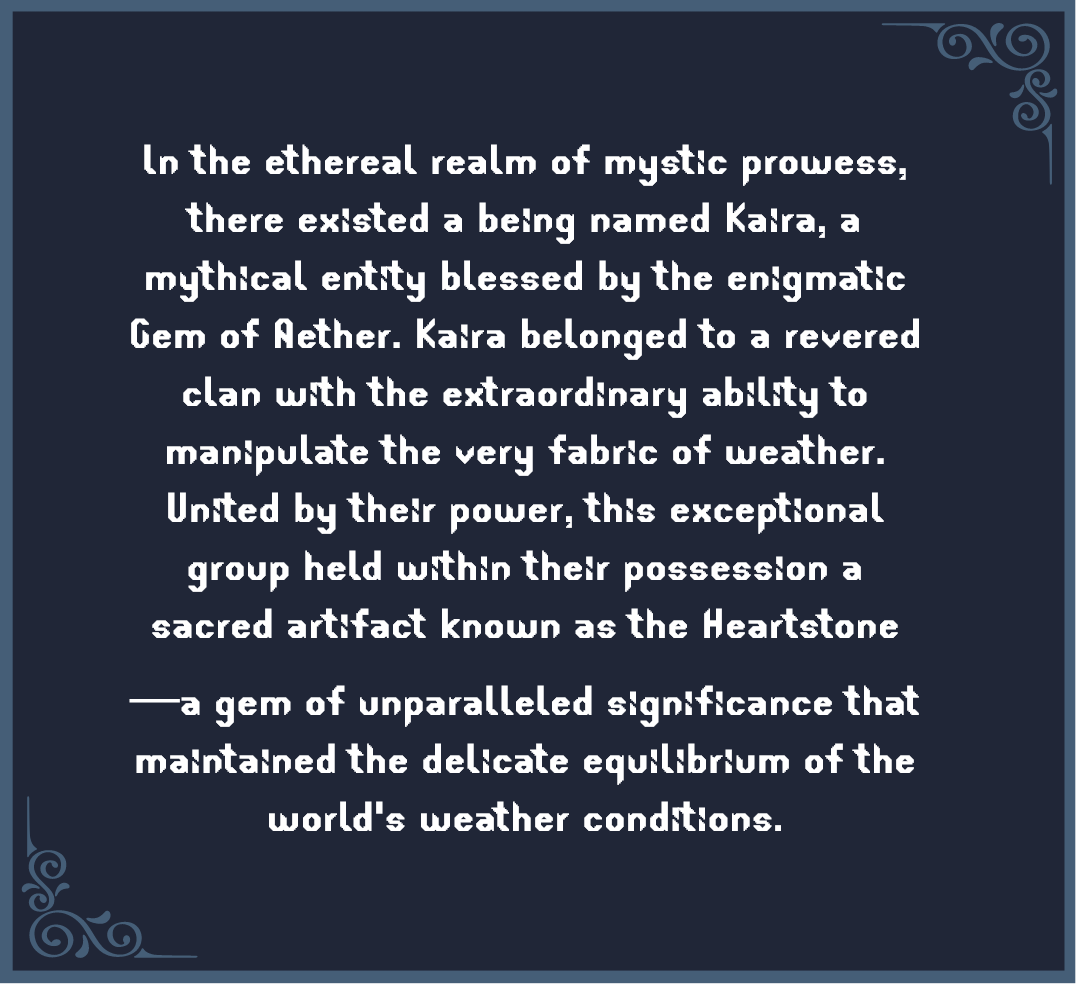 In the ethereal realm of mystic prowess,
there existed a being named Kaira, a
mythical entity blessed by the enigmatic
Gem of Aether. Kaira belonged to a revered
clan with the extraordinary ability to
manipulate the very fabric of weather.
United by their power, this exceptional
group held within their possession a
sacred artifact known as the Heartstone
—a gem of unparalleled significance that
maintained the delicate equilibrium of the
world's weather conditions.